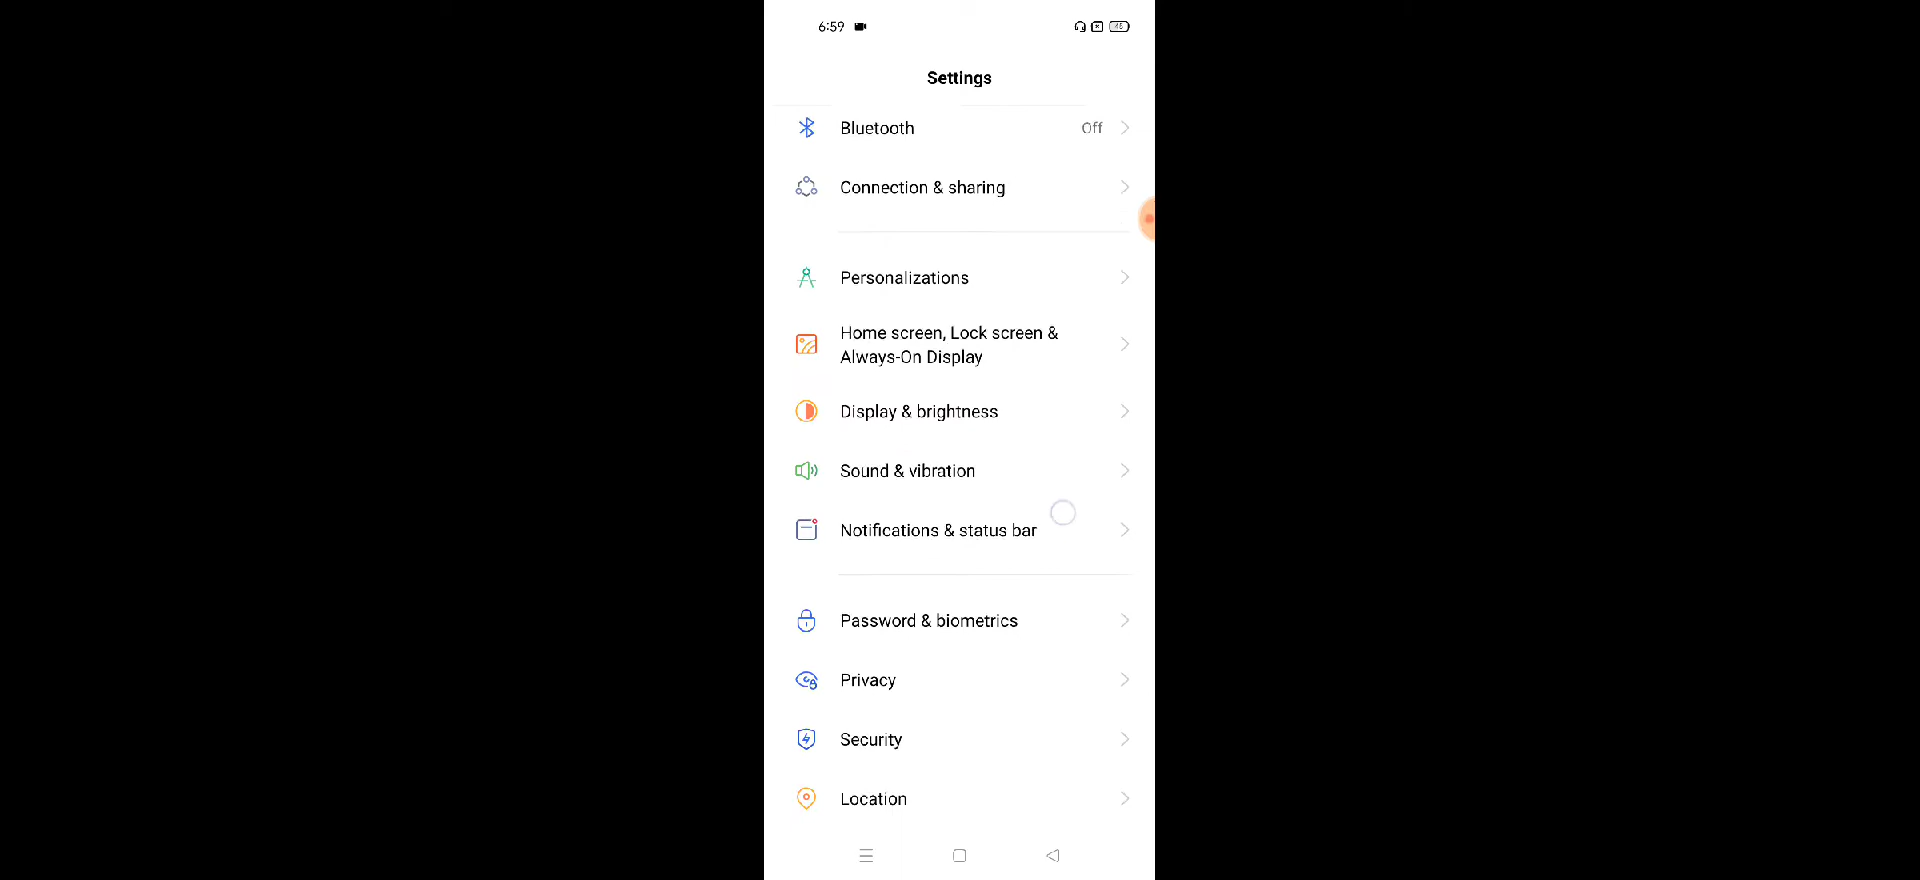 6:59
Settings
Bluetooth Off
Connection & sharing
Personalizations
Home screen, Lock screen &
Always-On Display
Display & brightness
Sound & vibration
Notifications & status bar
Password & biometrics
Privacy
Security
Location